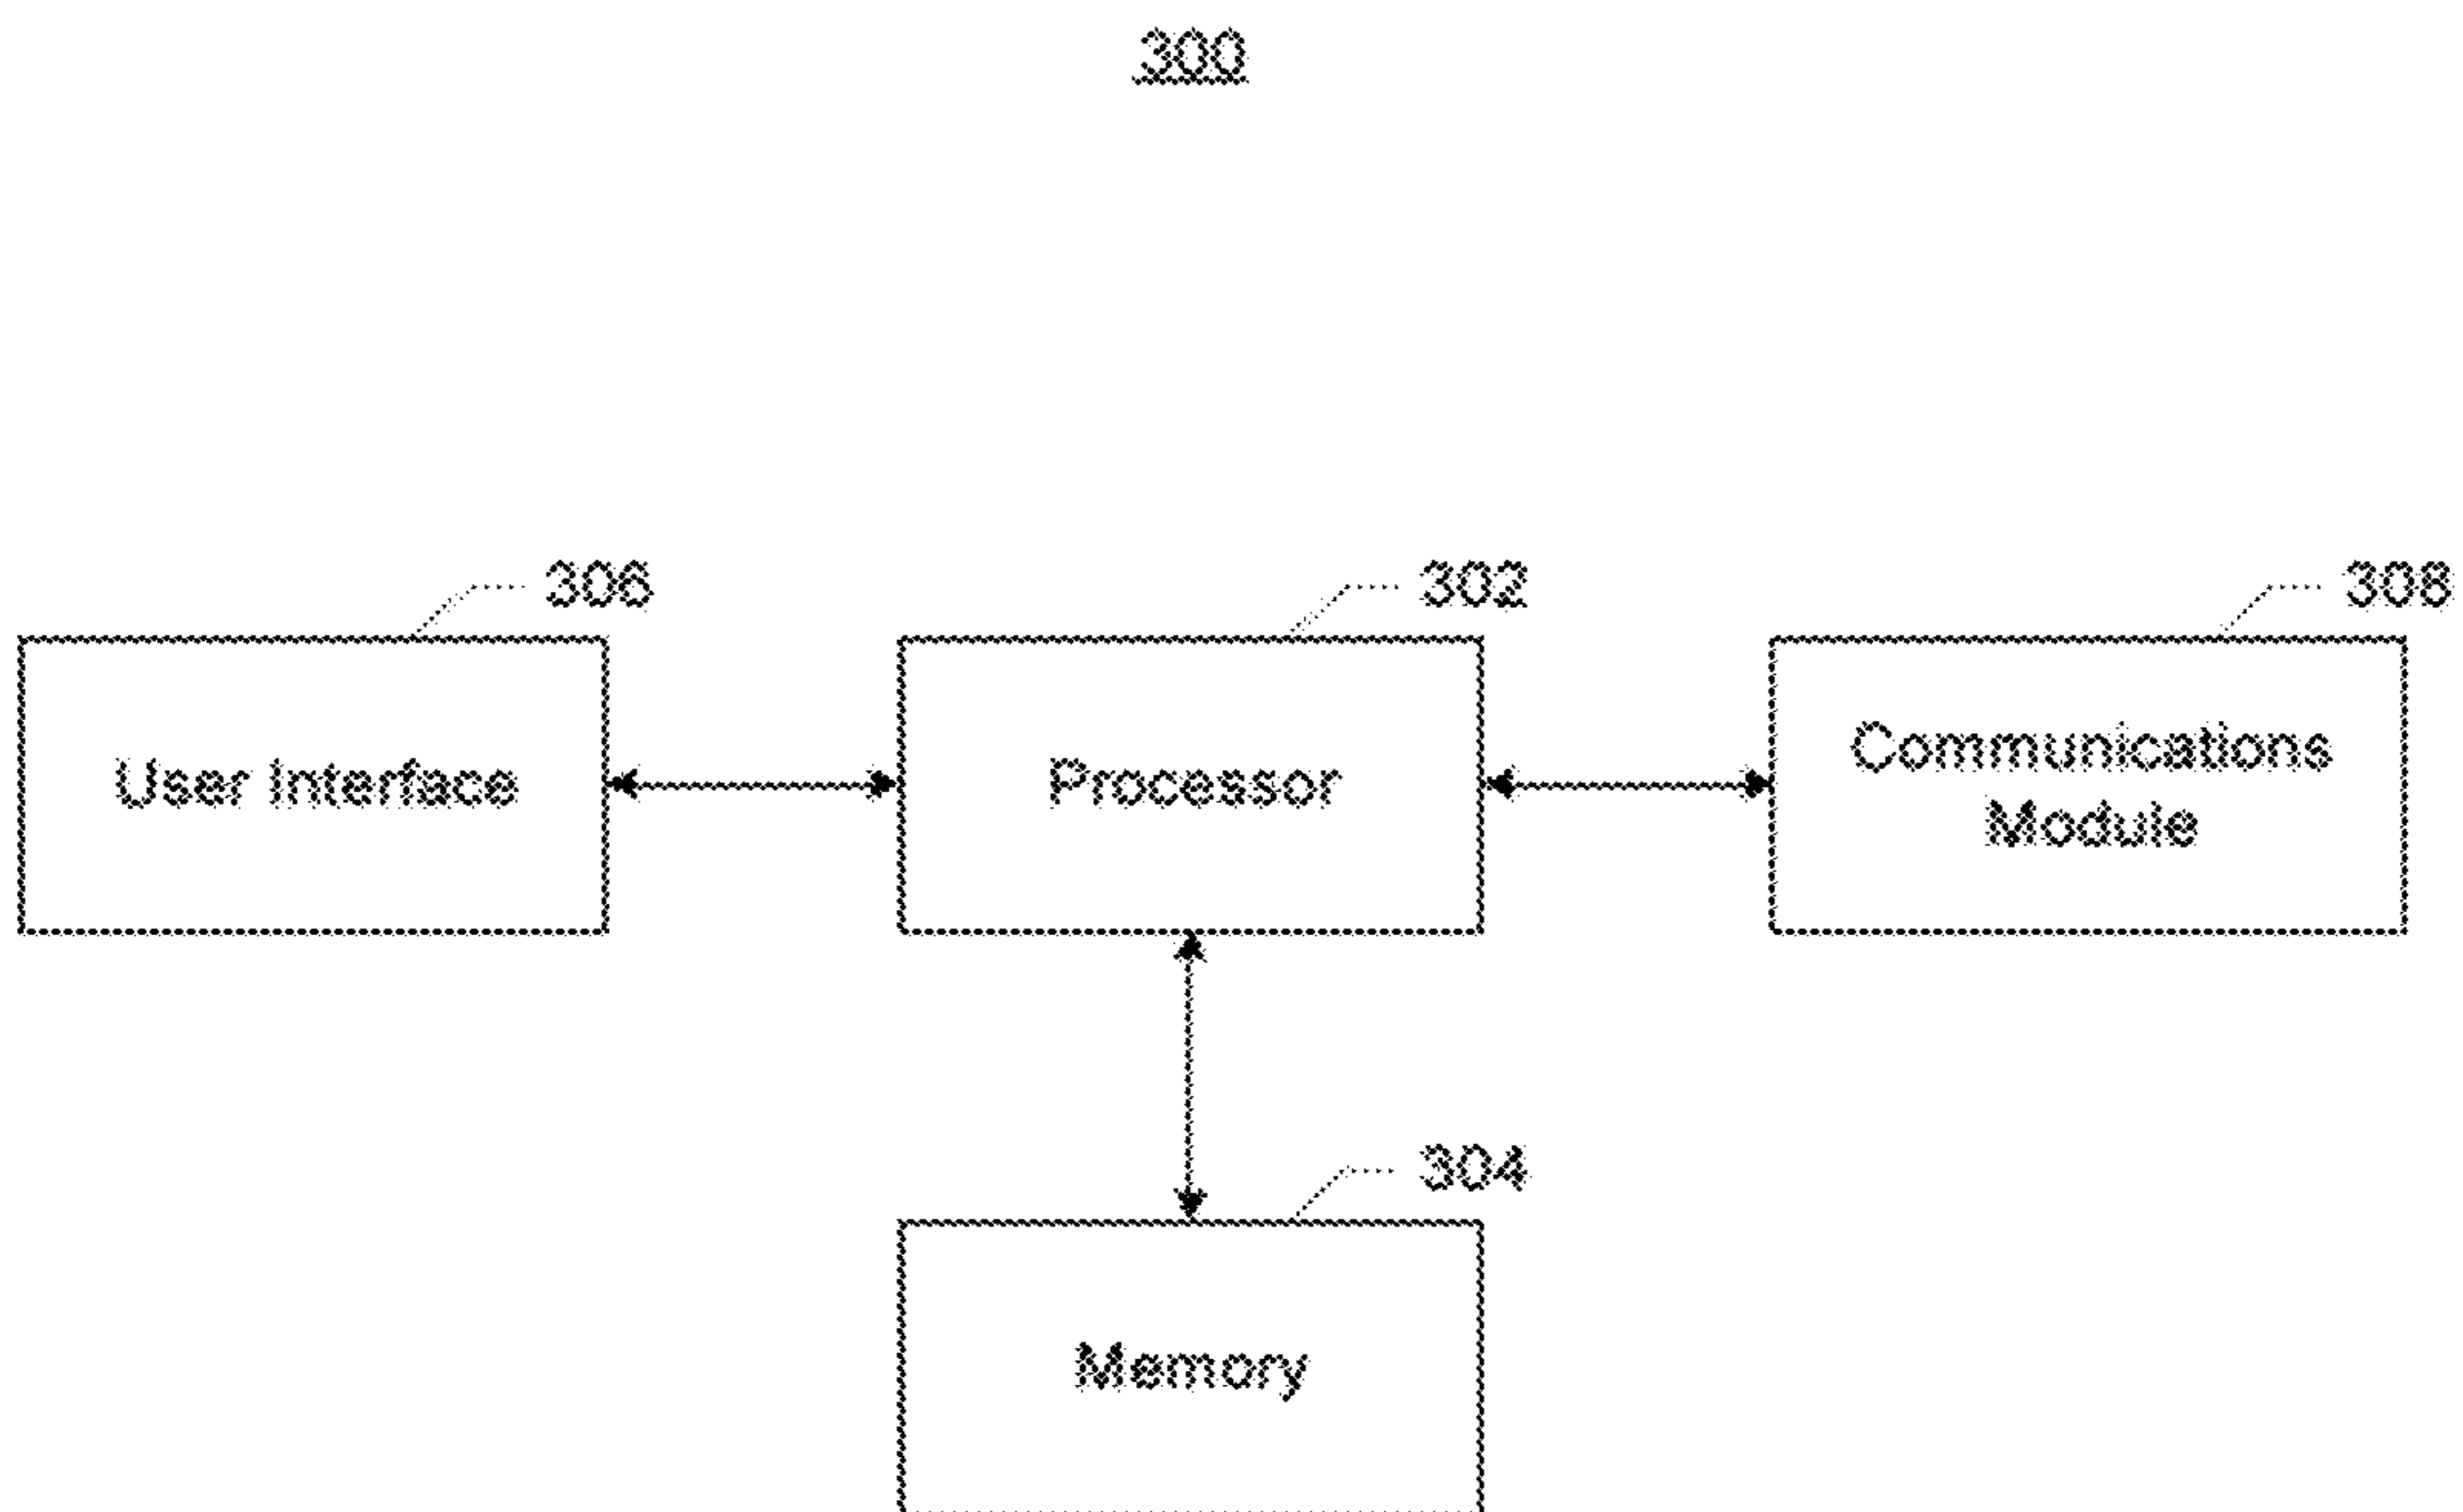 300
306
302
308
User Interface
Processor
Communications
Module
304
Memory